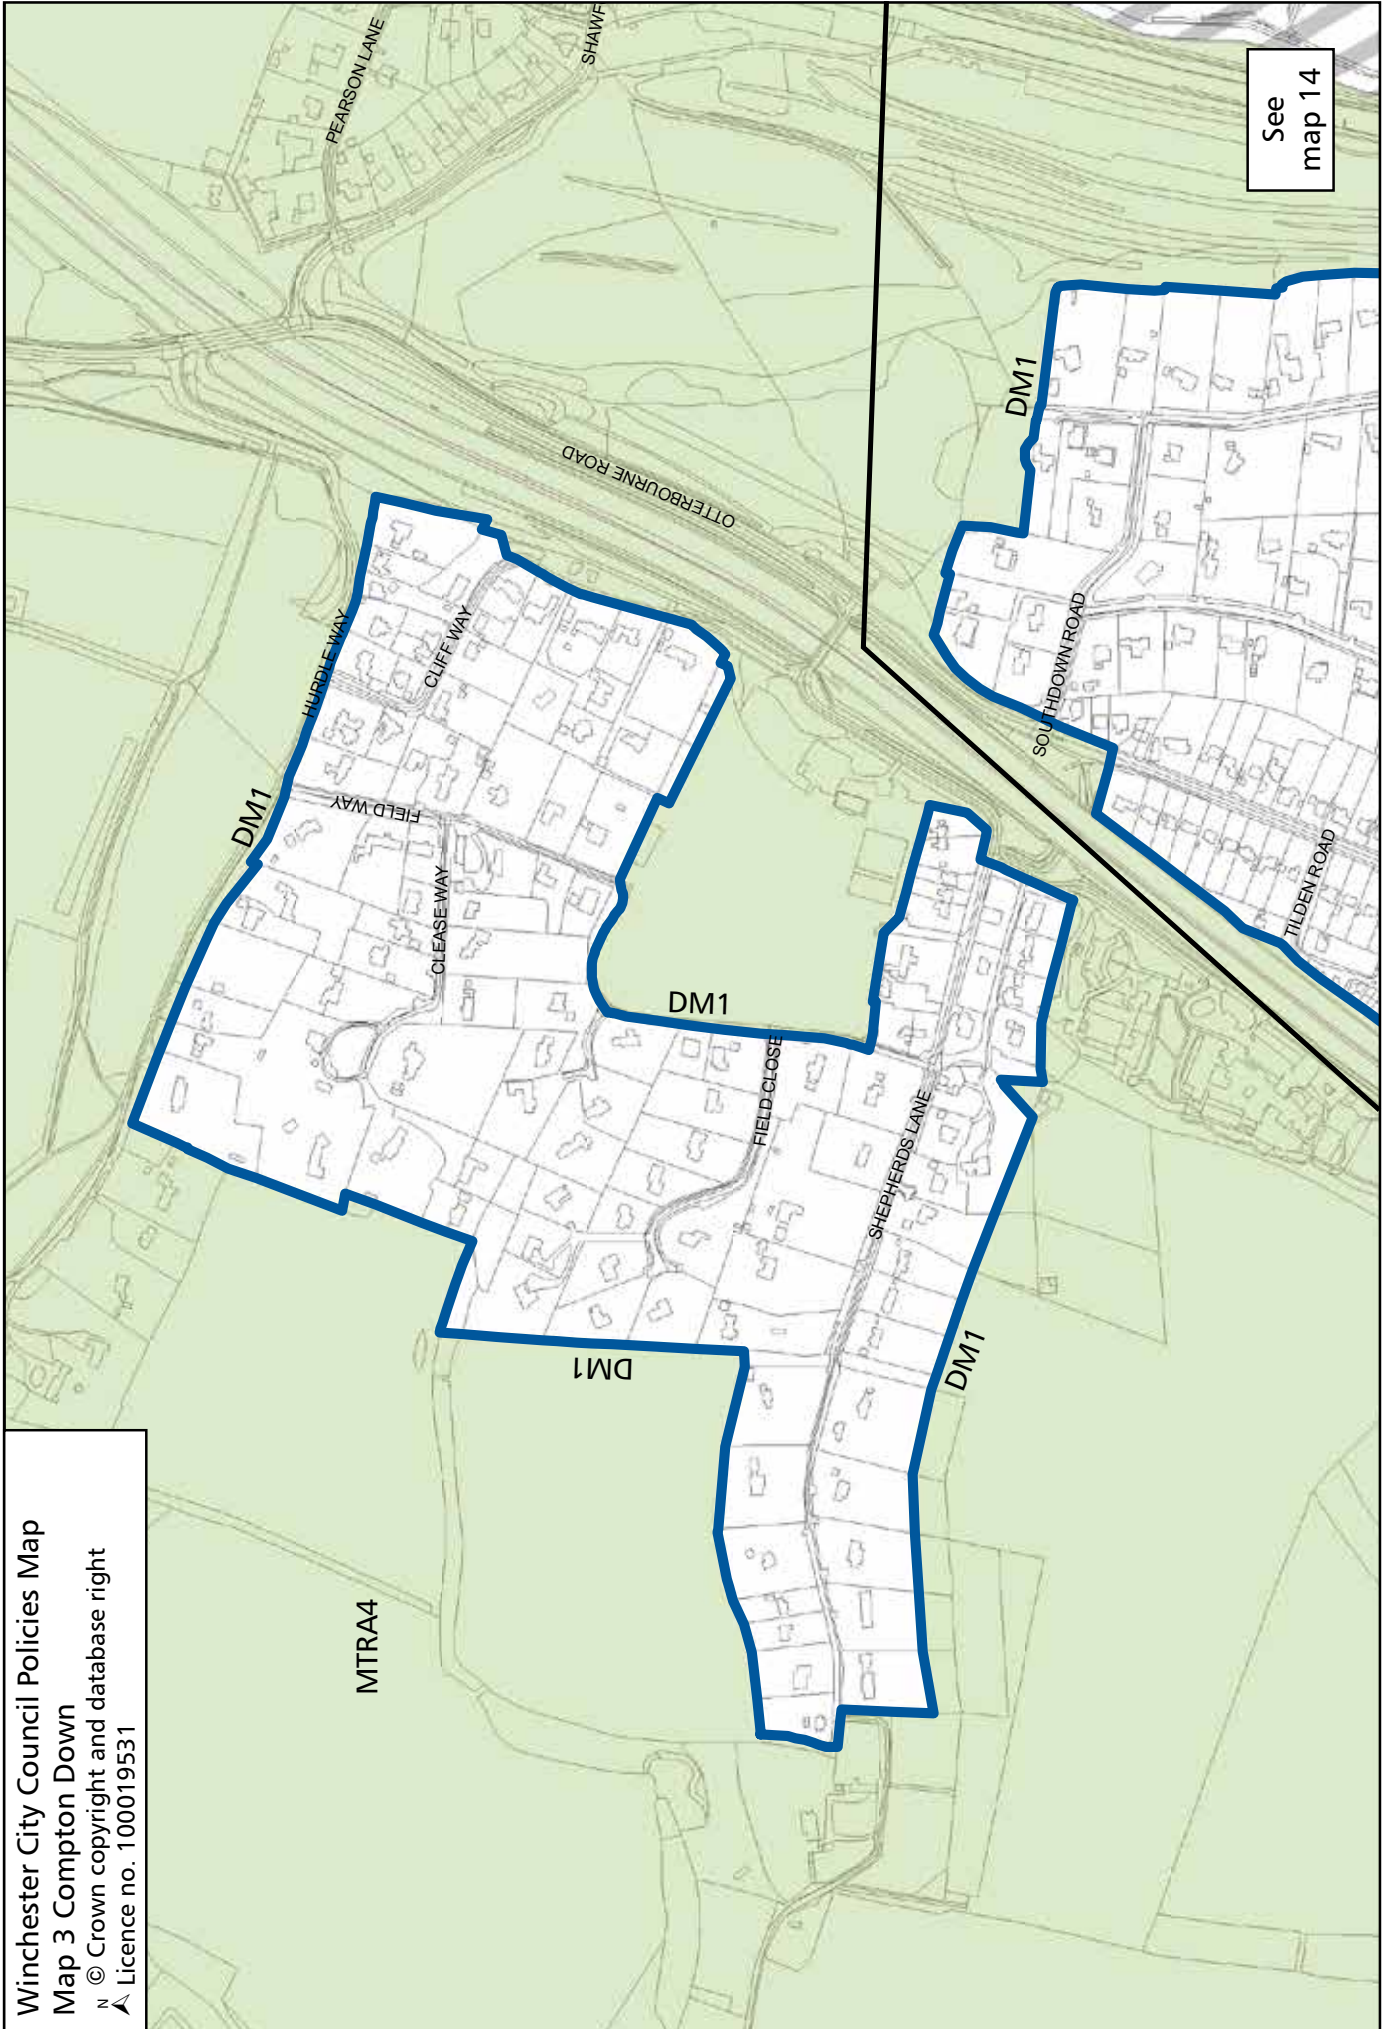 Winchester City Council Policies Map
Map 3 Compton Down
N © Crown copyright and database right
Licence no. 100019531
See
map 14
PEARSON LANE
SHAWF
OTTERBOURNE ROAD
HURDLE WAY
CLIFF WAY
DM1
FIELD WAY
CLEASE WAY
DM1
FIELD CLOSE
SHEPHERDS LANE
DM1
DM1
MTRA4
DM1
SOUTHDOWN ROAD
TILDEN ROAD